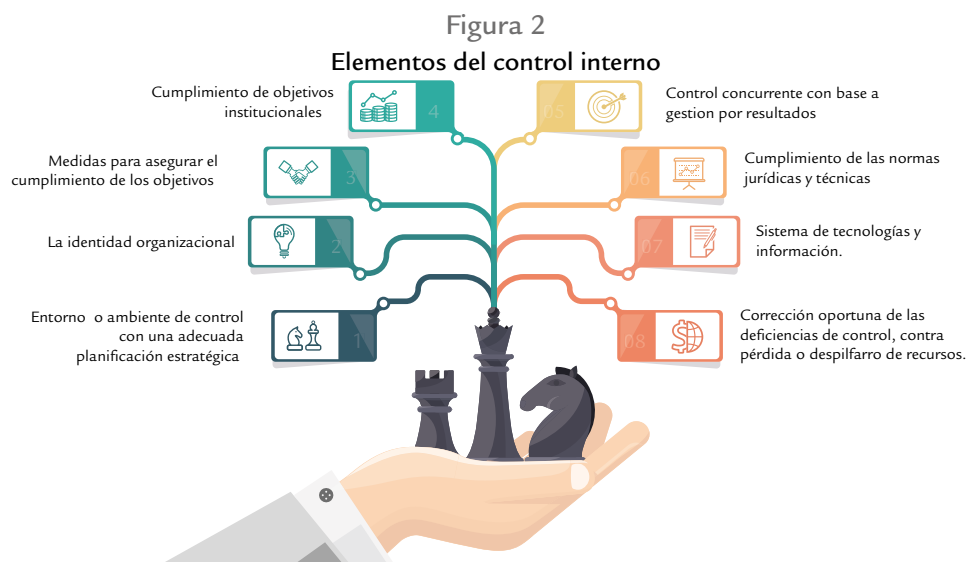 Figura 2
Elementos del control interno
Cumplimiento de objetivos
institucionales
4
Medidas para asegurar el
cumplimiento de los objetivos
3
La identidad organizacional
2
Entorno o ambiente de control
con una adecuada
planificación estratégica
1
05
Control concurrente con base a
gestion por resultados
06
Cumplimiento de las normas
jurídicas y técnicas
07
Sistema de tecnologías y
información.
08
Corrección oportuna de las
deficiencias de control, contra
pérdida o despilfarro de recursos.